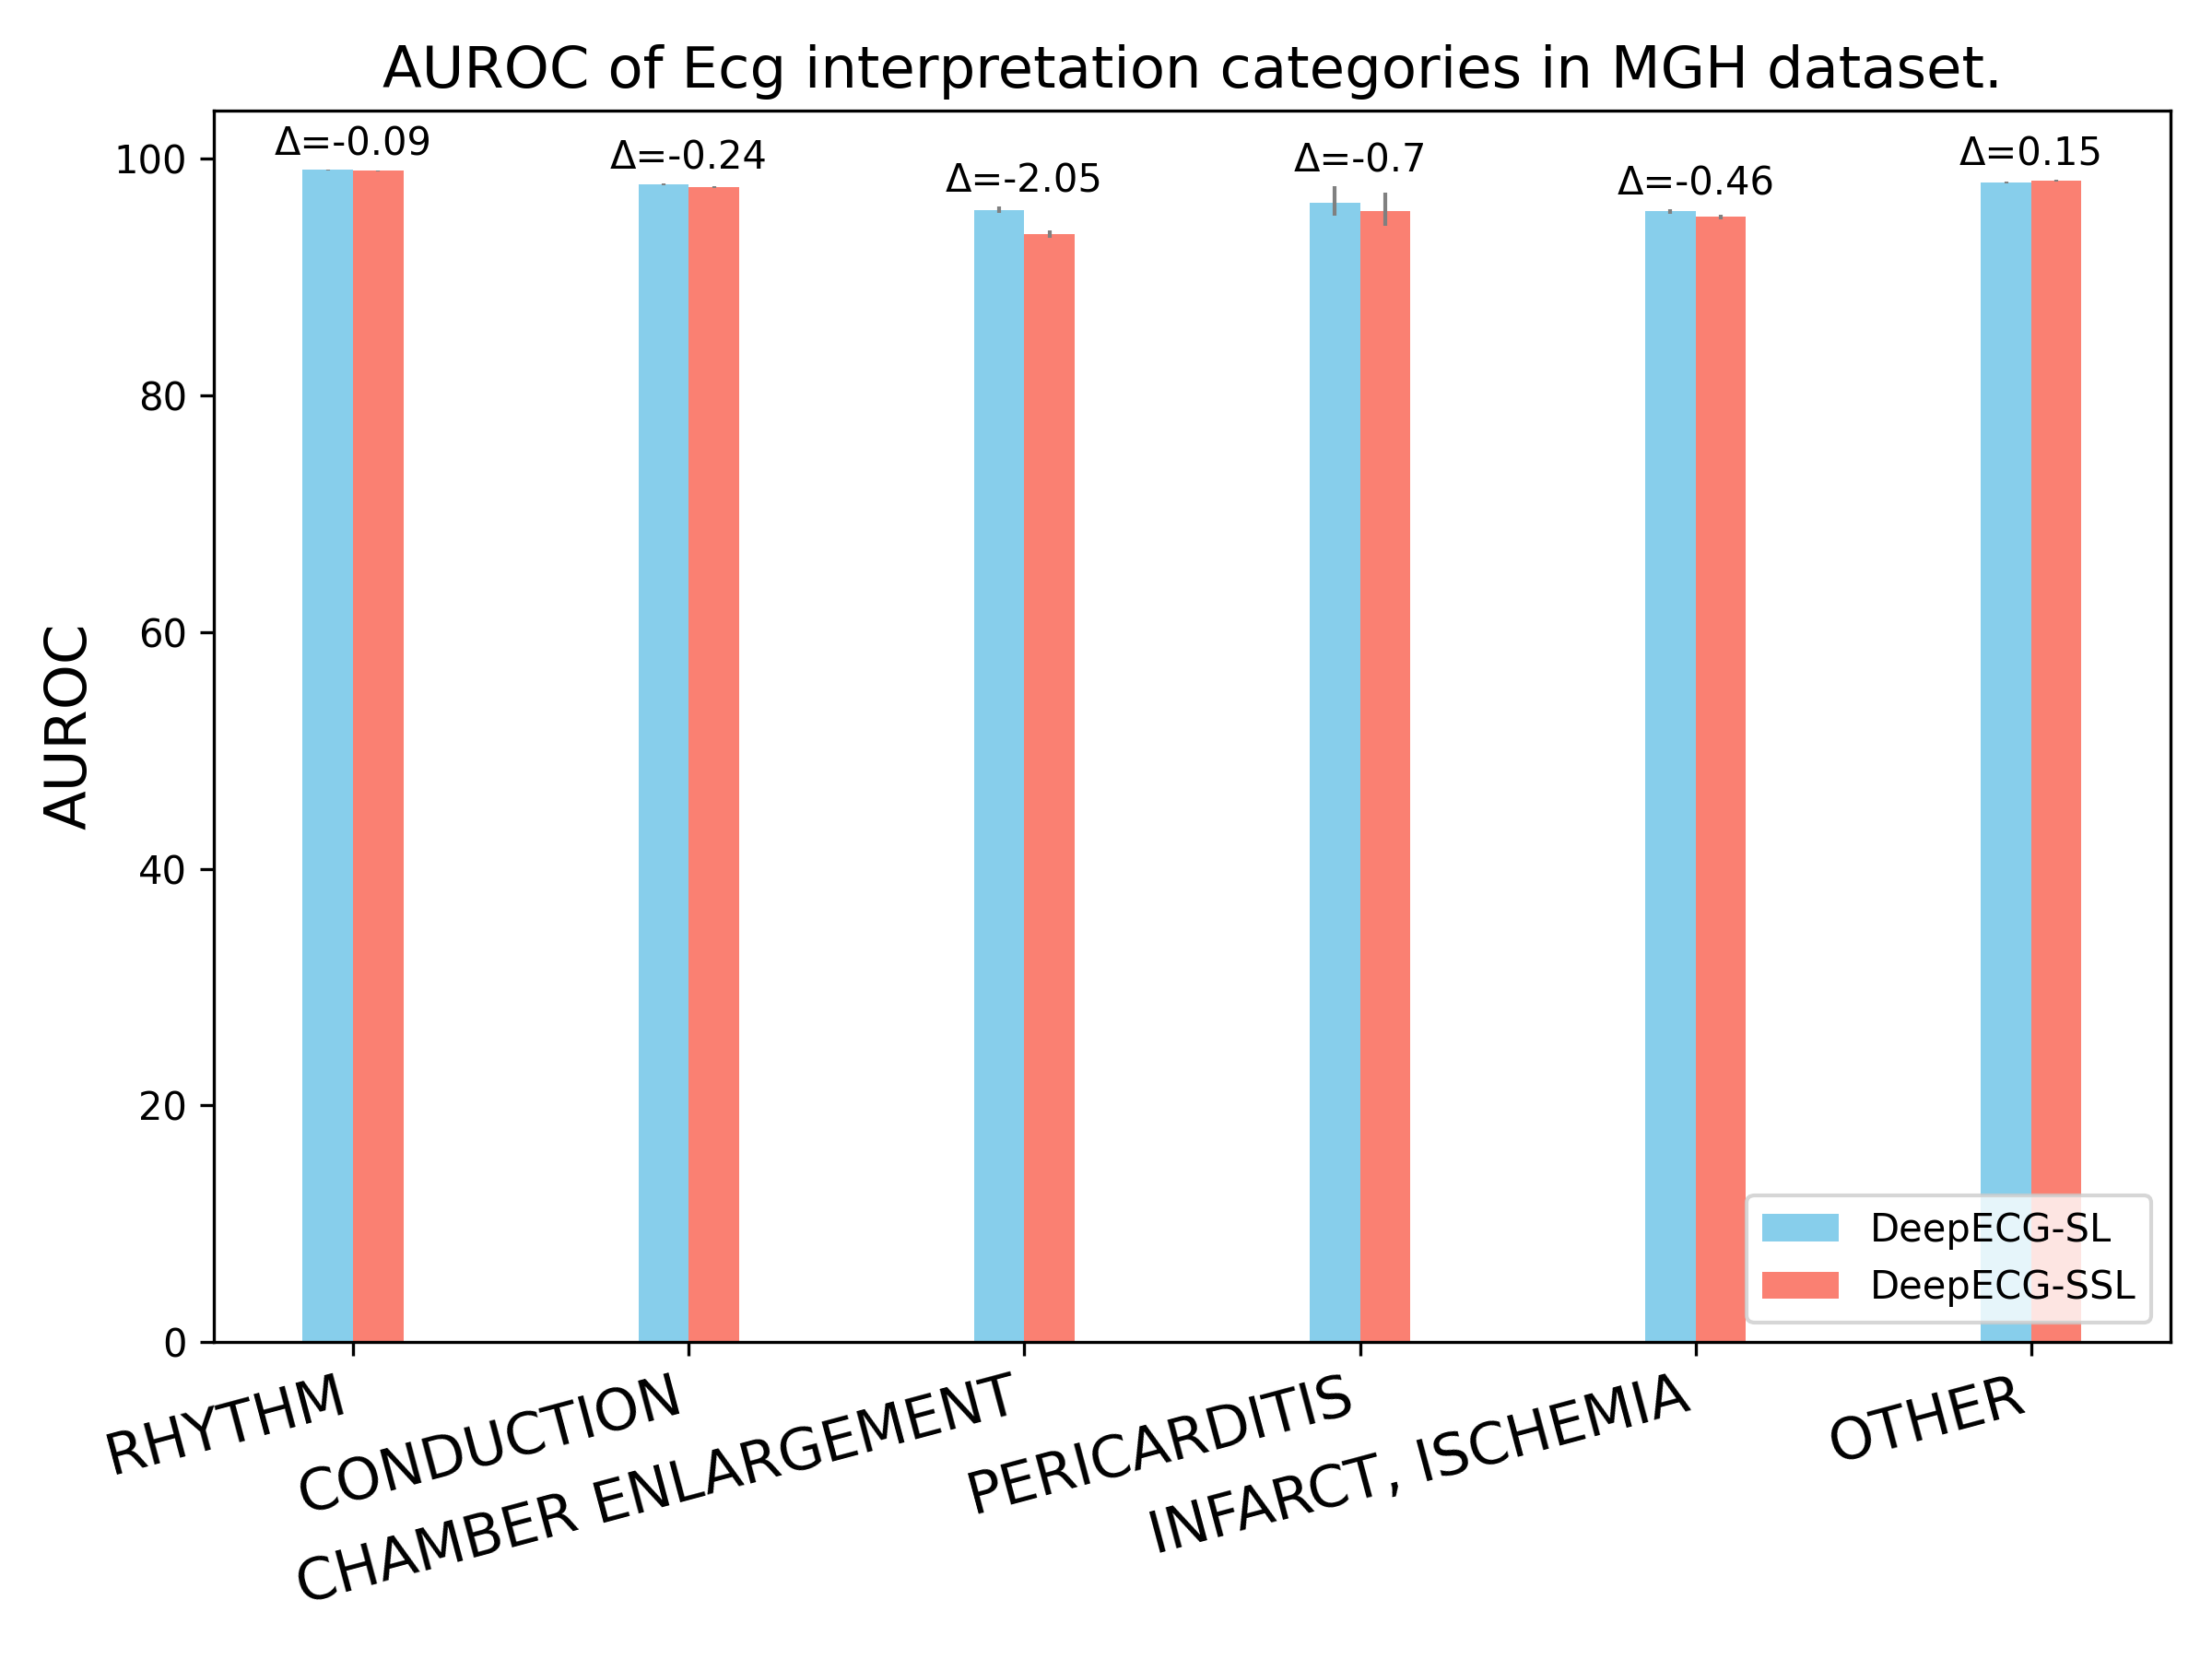 AUROC of Ecg interpretation categories in MGH dataset.
Δ=-0.09
Δ=-0.24
Δ=-2.05
Δ=-0.7
Δ=-0.46
Δ=0.15
AUROC
100
80
60
40
20
0
DeepECG-SL
DeepECG-SSL
RHYTHM
CONDUCTION
CHAMBER ENLARGEMENT
PERICARDITIS
INFARCT, ISCHEMIA
OTHER